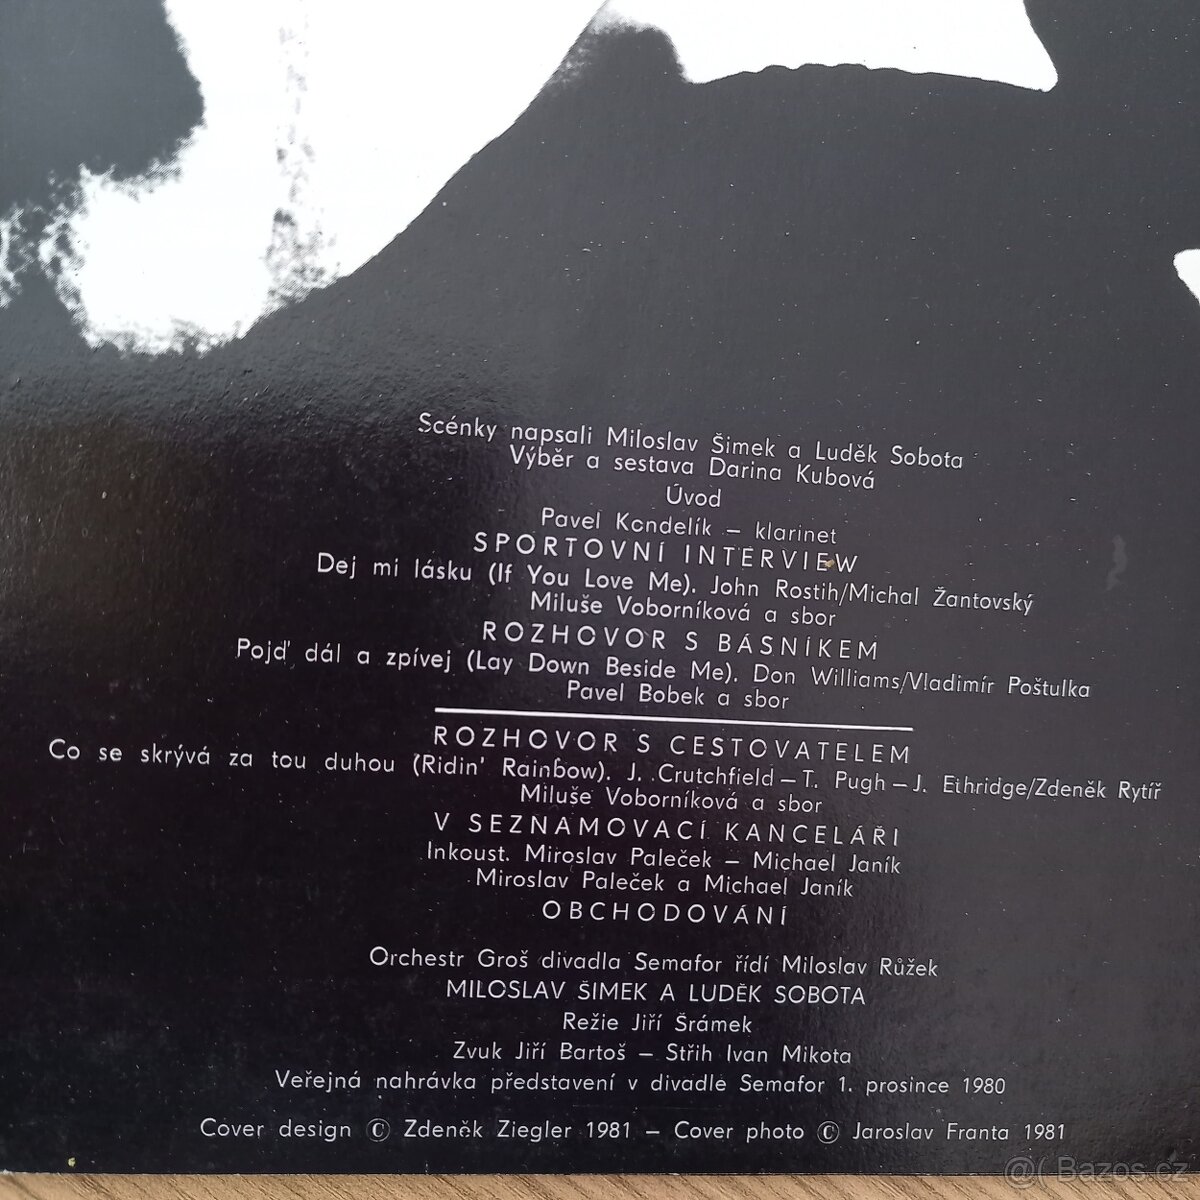 Scénky napsali Miloslav Šimek a Luděk Sobota
Výběr a sestava Darina Kubová
Úvod
Pavel Kondelík – klarinet
SPORTOVNÍ INTERVIEW
Dej mi lásku (If You Love Me). John Rostih/Michal Žantovský
Miluše Voborníková a sbor
ROZHOVOR S BÁSNÍKEM
Pojď dál a zpívej (Lay Down Beside Me). Don Williams/Vladimír Poštulka
Pavel Bobek a sbor
ROZHOVOR S CESTOVATELEM
Co se skrývá za tou duhou (Ridin' Rainbow). J. Crutchfield – T. Pugh – J. Ethridge/Zdeněk Rytíř
Miluše Voborníková a sbor
V SEZNAMOVACÍ KANCELÁŘI
Inkoust. Miroslav Paleček – Michael Janík
Miroslav Paleček a Michael Janík
OBCHODOVÁNÍ
Orchestr Groš divadla Semafor řídí Miloslav Růžek
MILOSLAV ŠIMEK A LUDĚK SOBOTA
Režie Jiří Šrámek
Zvuk Jiří Bartoš – Střih Ivan Mikota
Veřejná nahrávka představení v divadle Semafor 1. prosince 1980
Cover design © Zdeněk Ziegler 1981 – Cover photo © Jaroslav Franta 1981
@( Bazos.cz